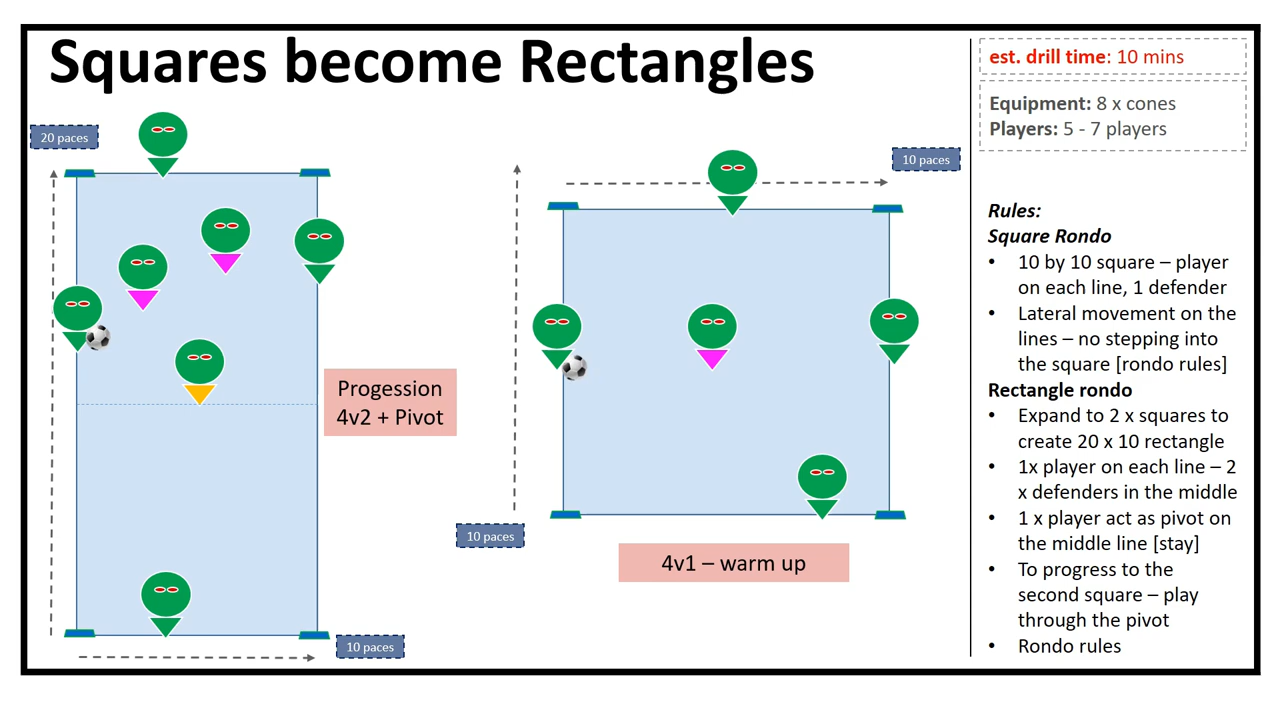 Squares become Rectangles
20 paces
Progession
4v2 + Pivot
10 paces
10 paces
10 paces
4v1 – warm up
est. drill time: 10 mins
Equipment: 8 x cones
Players: 5 - 7 players
Rules:
Square Rondo
• 10 by 10 square – player
on each line, 1 defender
• Lateral movement on the
lines – no stepping into
the square [rondo rules]
Rectangle rondo
• Expand to 2 x squares to
create 20 x 10 rectangle
• 1x player on each line – 2
x defenders in the middle
• 1 x player act as pivot on
the middle line [stay]
• To progress to the
second square – play
through the pivot
• Rondo rules